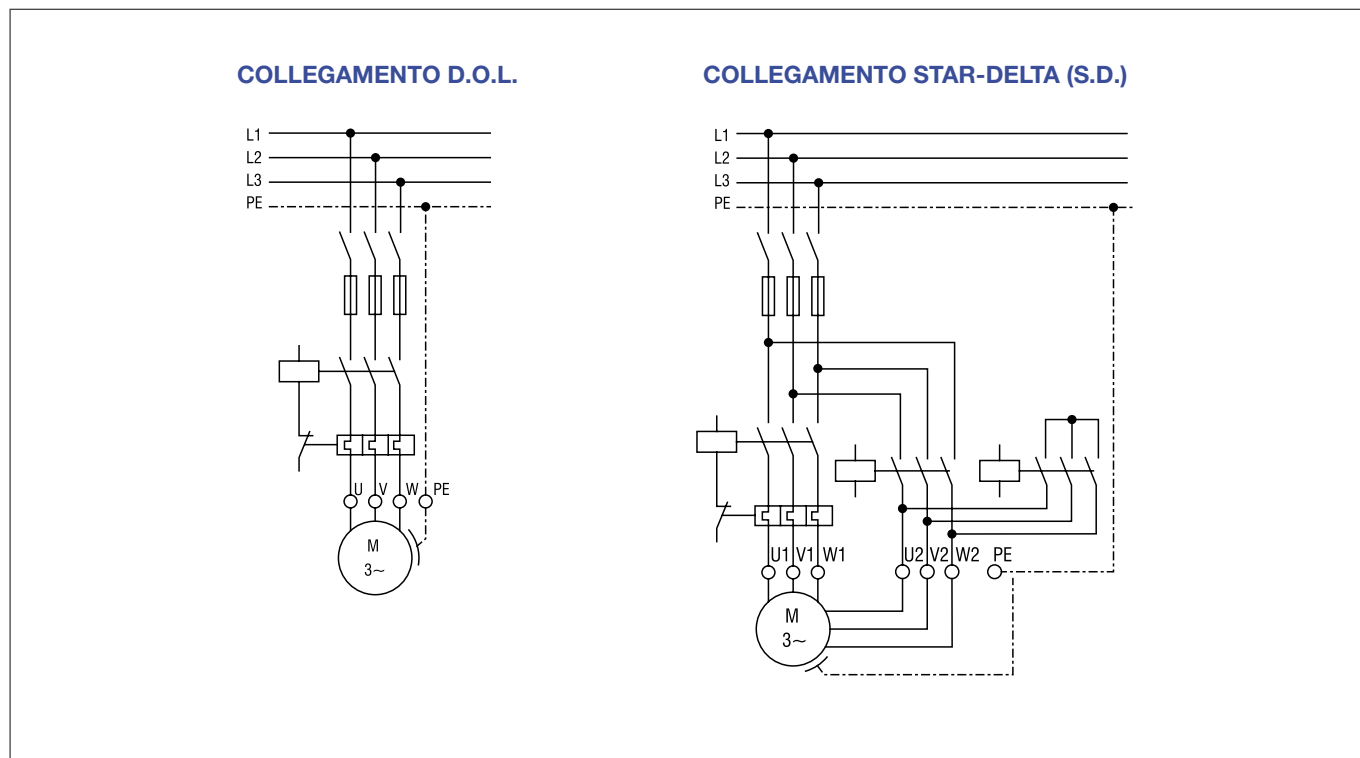 COLLEGAMENTO D.O.L.
L1
L2
L3
PE
U V W PE
M
3~
COLLEGAMENTO STAR-DELTA (S.D.)
L1
L2
L3
PE
U1 V1 W1 U2 V2 W2 PE
M
3~